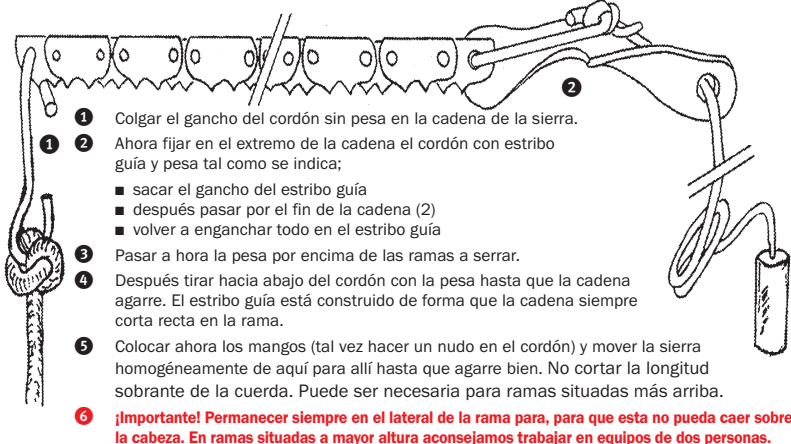 2
1 Colgar el gancho del cordón sin pesa en la cadena de la sierra.
1 2 Ahora fijar en el extremo de la cadena el cordón con estribo
guía y pesa tal como se indica;
■ sacar el gancho del estribo guía
■ después pasar por el fin de la cadena (2)
■ volver a enganchar todo en el estribo guía
3 Pasar a hora la pesa por encima de las ramas a serrar.
4 Después tirar hacia abajo del cordón con la pesa hasta que la cadena
agarre. El estribo guía está construido de forma que la cadena siempre
corta recta en la rama.
5 Colocar ahora los mangos (tal vez hacer un nudo en el cordón) y mover la sierra
homogéneamente de aquí para allí hasta que agarre bien. No cortar la longitud
sobrante de la cuerda. Puede ser necesaria para ramas situadas más arriba.
6 ¡Importante! Permanecer siempre en el lateral de la rama para, para que esta no pueda caer sobre
la cabeza. En ramas situadas a mayor altura aconsejamos trabajar en equipos de dos personas.